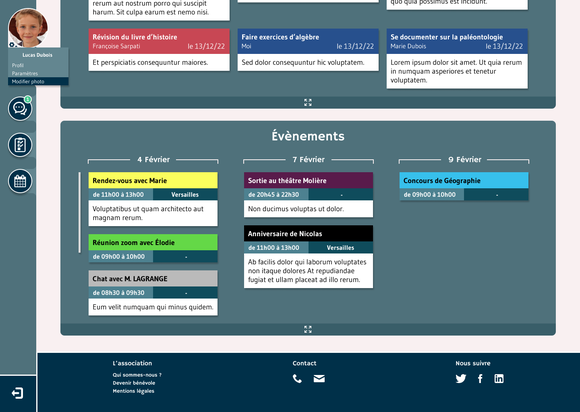 rerum aut nostrum porro qui suscipit
harum. Sit culpa earum est nemo nisi.
quo quia possimus est incidunt.
Lucas Dubois
Profil
Paramètres
Modifier photo
Révision du livre d'histoire
Françoise Sarpali le 13/12/22
Et perspiciatis consequuntur maiores.
Faire exercices d'algèbre
Moi le 13/12/22
Sed dolor consequuntur hic voluptatem.
Se documenter sur la paléontologie
Marie Dubois le 13/12/22
Lorem ipsum dolor sit amet. Ut quia rerum
in numquam asperiores et tenetur
voluptatem.
Évènements
4 Février
Rendez-vous avec Marie
de 11h00 à 13h00 Versailles
Voluptatibus ut quam architecto aut
magnam rerum.
Réunion zoom avec Élodie
de 09h00 à 10h00 -
Chat avec M. LAGRANGE
de 08h30 à 09h30 -
Eum velit numquam qui minus quidem.
7 Février
Sortie au théâtre Molière
de 20h45 à 22h30 -
Non ducimus voluptas ut dolor.
Anniversaire de Nicolas
de 11h00 à 13h00 Versailles
Ab facilis dolor qui laborum voluptates
non itaque dolores At repudiandae
fugiat et ullam placeat ad illo rerum.
9 Février
Concours de Géographie
de 09h00 à 10h00 -
L'association
Qui sommes-nous ?
Devenir bénévole
Mentions légales
Contact
Nous suivre